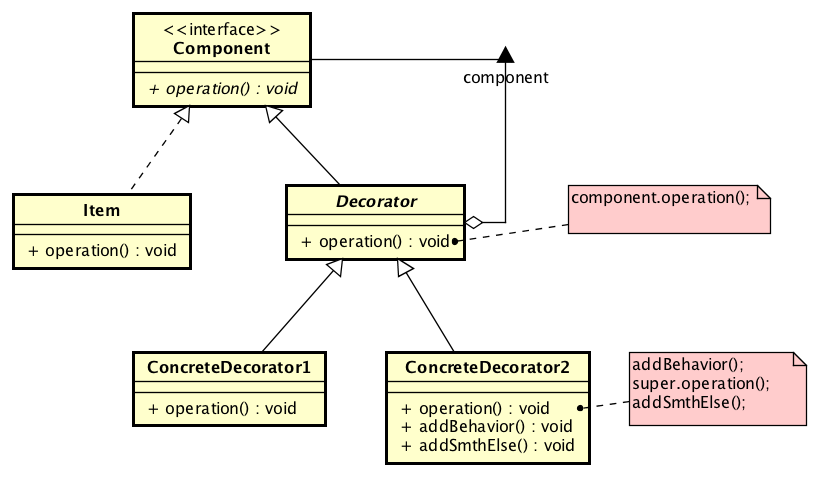 <<interface>>
Component
+ operation() : void
component
Item
+ operation() : void
Decorator
+ operation() : void
component.operation();
ConcreteDecorator1
+ operation() : void
ConcreteDecorator2
+ operation() : void
+ addBehavior() : void
+ addSmthElse() : void
addBehavior();
super.operation();
addSmthElse();